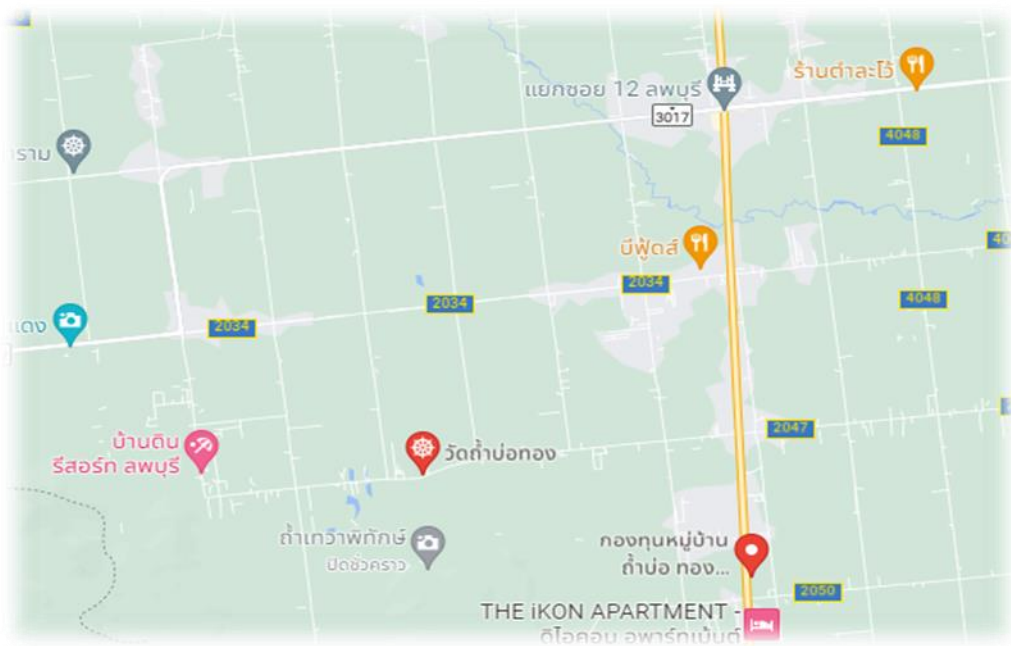 ร้านตำละโว้
แยกซอย 12 ลพบุรี
3017
4048
ราม
บีฟู้ดส์
40
2034
4048
2034
2034
แดง
2047
บ้านดิน
รีสอร์ท ลพบุรี
วัดถ้ำบ่อทอง
ถ้ำเทวาพิทักษ์
ปิดชั่วคราว
กองทุนหมู่บ้าน
ถ้ำบ่อ ทอง...
2050
THE iKON APARTMENT -
ดิไอคอน อพาร์ทเม้นต์